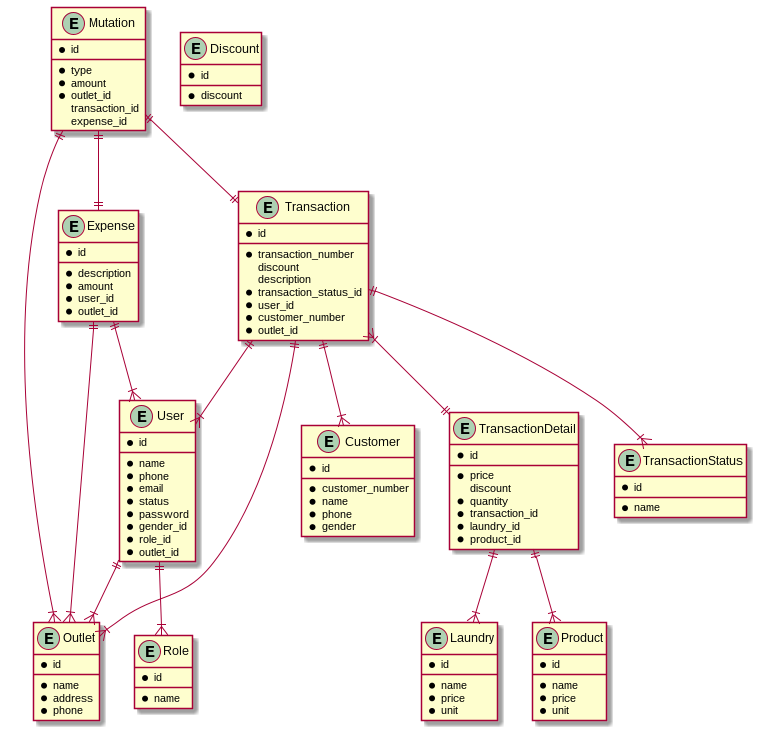 E Mutation
id
type
amount
outlet_id
transaction_id
expense_id
E Discount
id
discount
E Expense
id
description
amount
user_id
outlet_id
E Transaction
id
transaction_number
discount
description
transaction_status_id
user_id
customer_number
outlet_id
E User
id
name
phone
email
status
password
gender_id
role_id
outlet_id
E Customer
id
customer_number
name
phone
gender
E TransactionDetail
id
price
discount
quantity
transaction_id
laundry_id
product_id
E TransactionStatus
id
name
E Outlet
id
name
address
phone
E Role
id
name
E Laundry
id
name
price
unit
E Product
id
name
price
unit